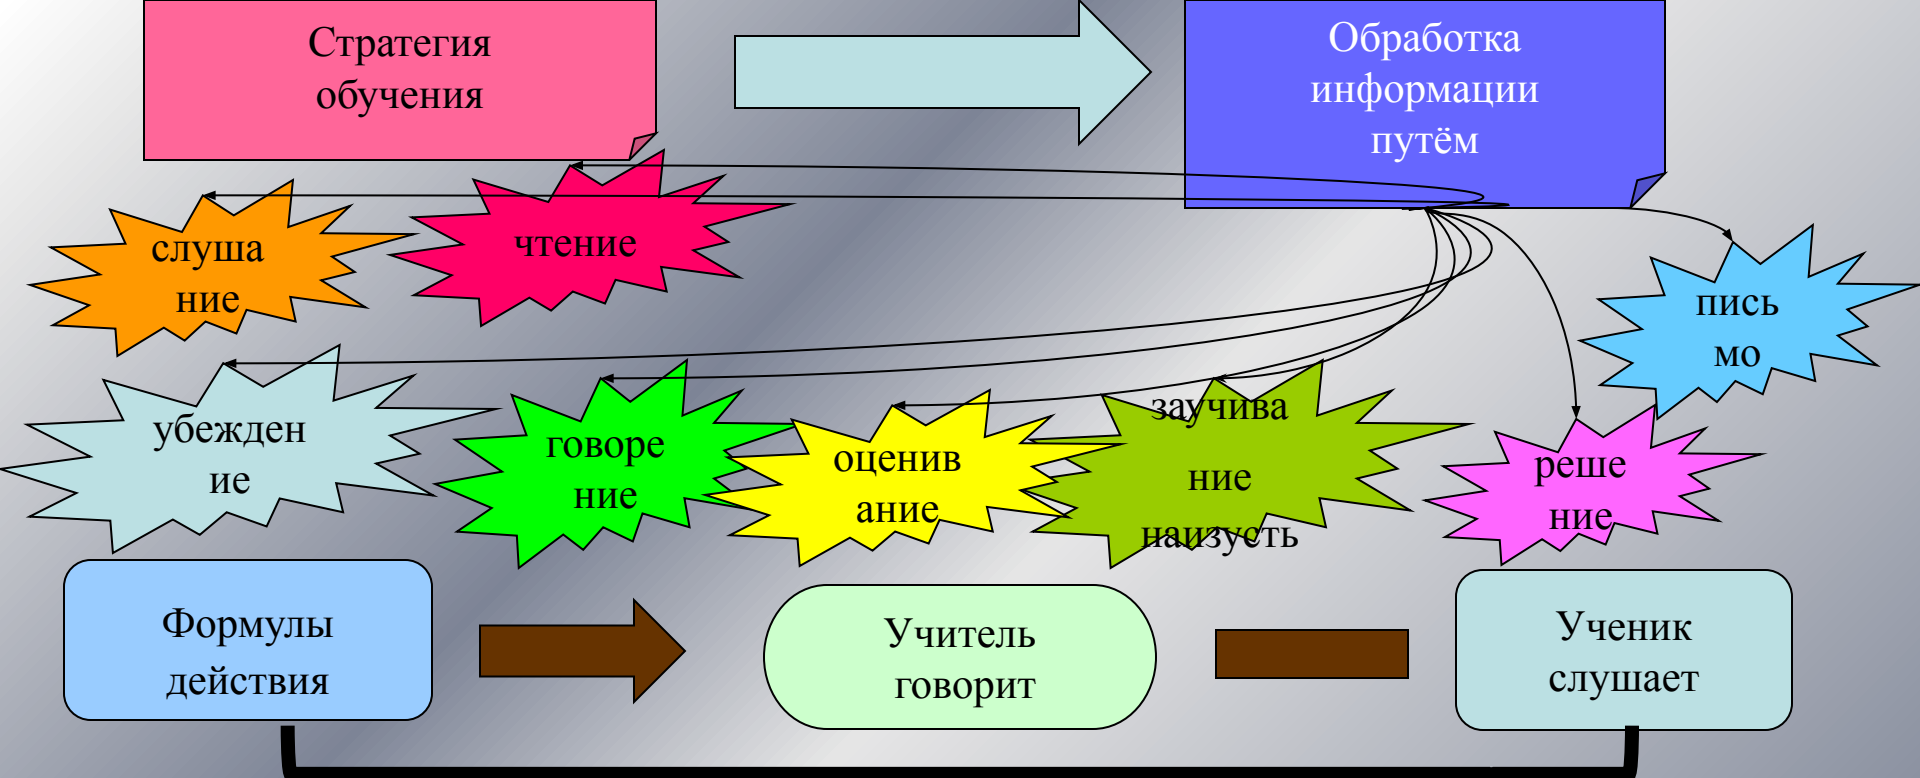 Стратегия
обучения
Обработка
информации
путём
слуша
ние
чтение
пись
мо
убежден
ие
говоре
ние
оценив
ание
заучива
ние
наизусть
реше
ние
Формулы
действия
Учитель
говорит
Ученик
слушает